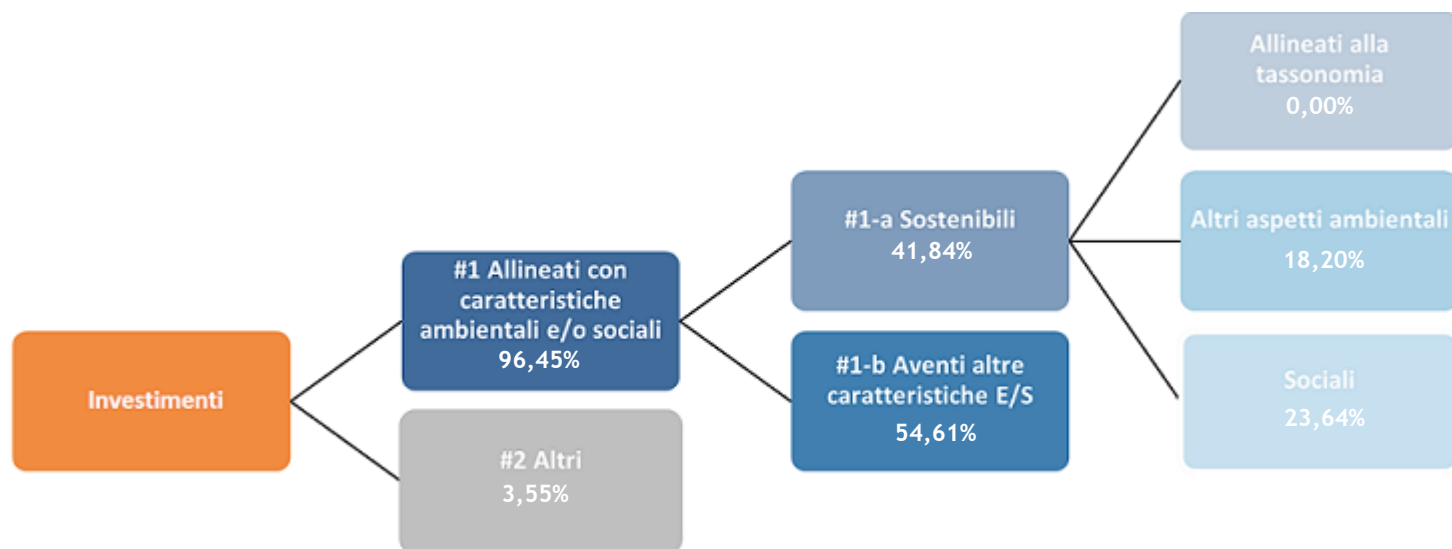 Investimenti
#1 Allineati con
caratteristiche
ambientali e/o sociali
96,45%
#2 Altri
3,55%
#1-a Sostenibili
41,84%
#1-b Aventi altre
caratteristiche E/S
54,61%
Allineati alla
tassonomia
0,00%
Altri aspetti ambientali
18,20%
Sociali
23,64%